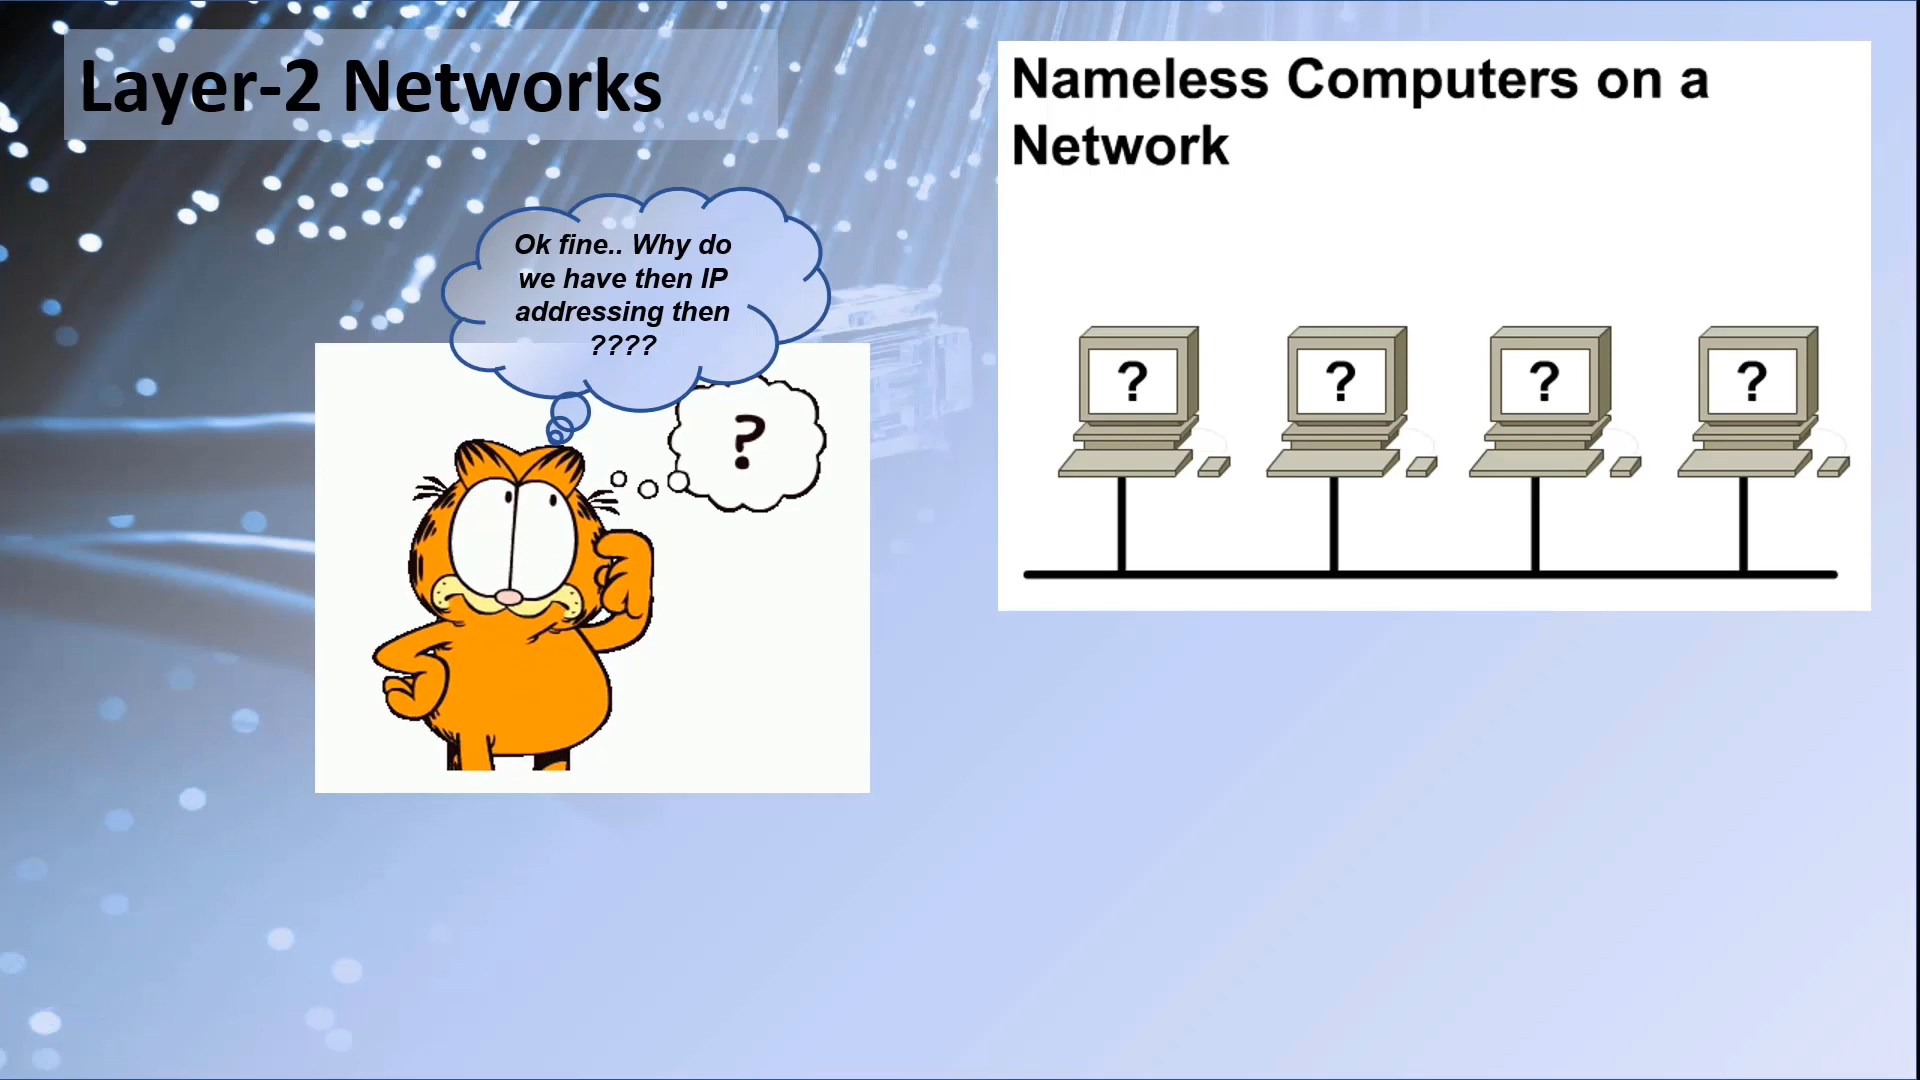 Layer-2 Networks
Nameless Computers on a
Network
Ok fine.. Why do
we have then IP
addressing then
????
?
? ? ? ?